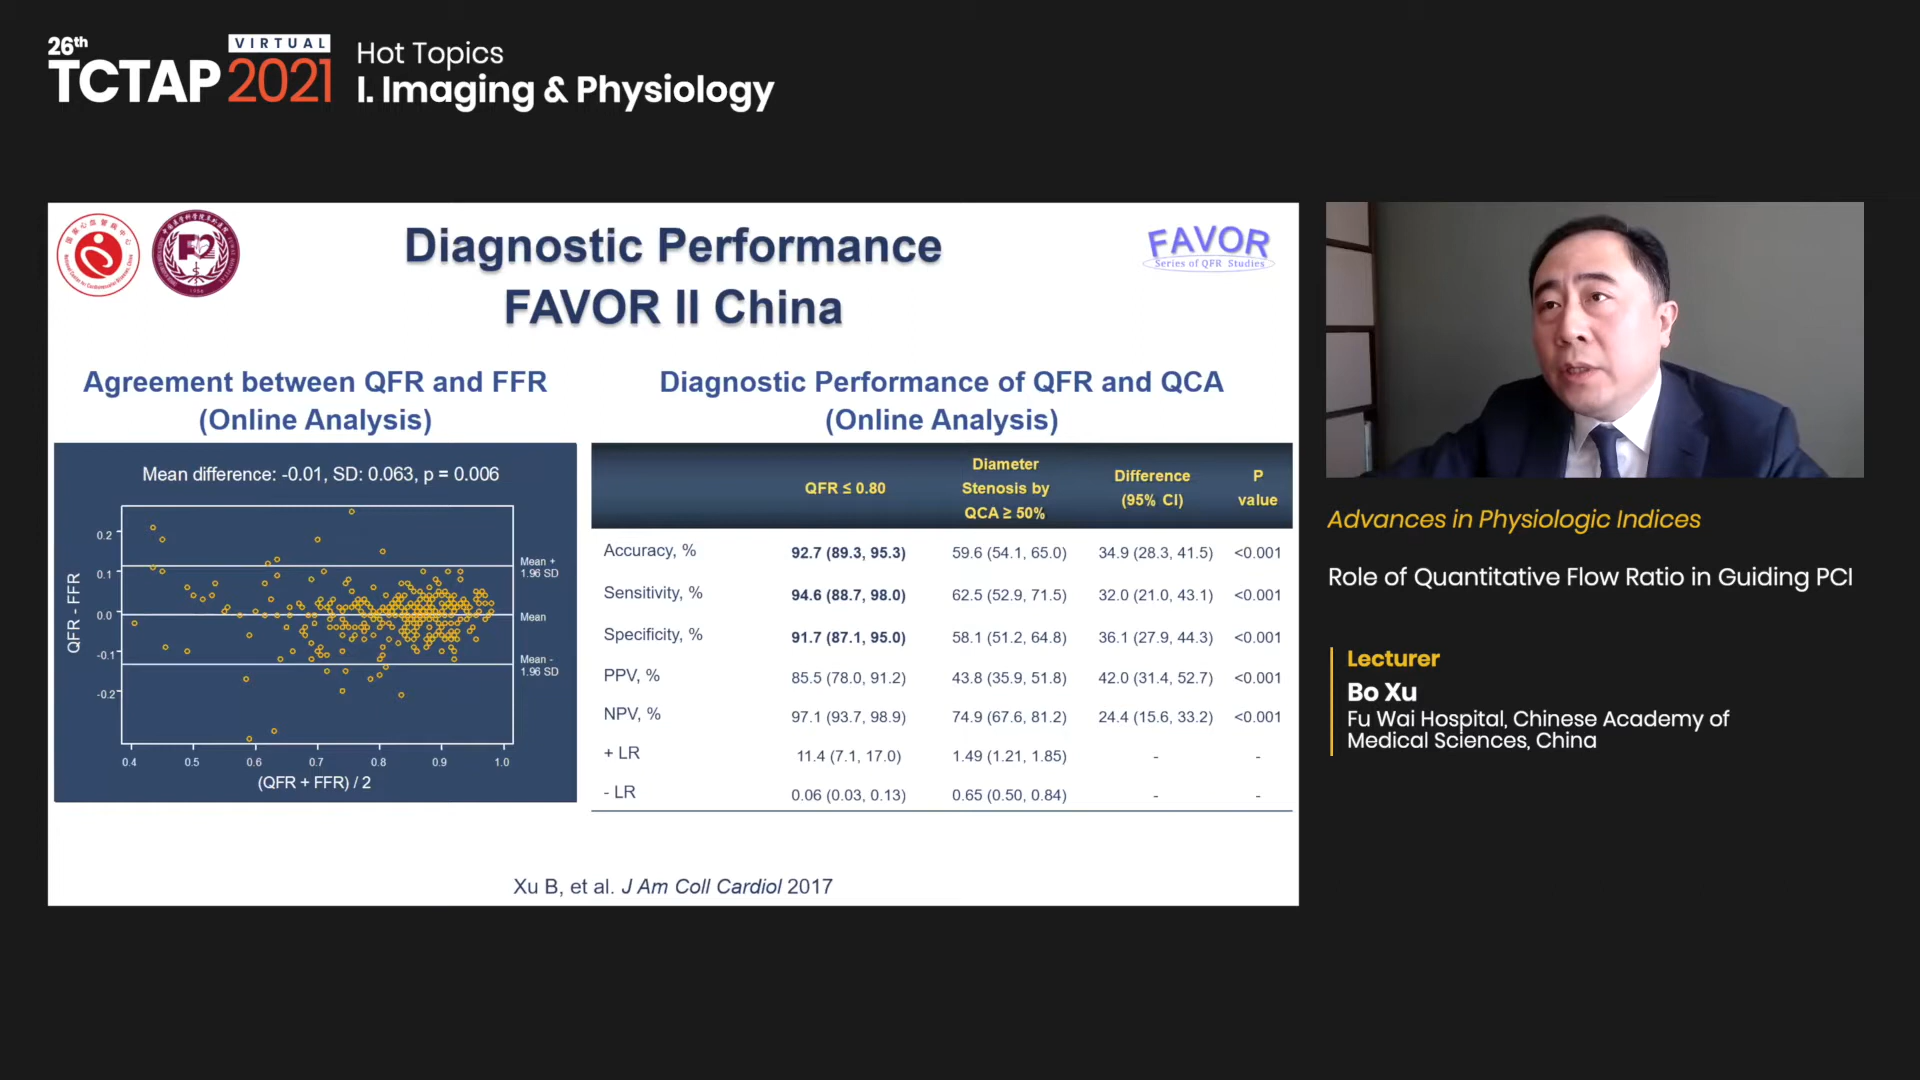 26th
VIRTUAL
TCTAP 2021
Hot Topics
I. Imaging & Physiology
Diagnostic Performance
FAVOR II China
FAVOR
Series of QFR Studies
Agreement between QFR and FFR
(Online Analysis)
Mean difference: -0.01, SD: 0.063, p = 0.006
QFR - FFR
0.2
0.1
0.0
-0.1
-0.2
Mean +
1.96 SD
Mean
Mean -
1.96 SD
0.4 0.5 0.6 0.7 0.8 0.9 1.0
(QFR + FFR) / 2
Diagnostic Performance of QFR and QCA
(Online Analysis)
QFR ≤ 0.80
Diameter
Stenosis by
QCA ≥ 50%
Difference
(95% CI)
P
value
Accuracy, % 92.7 (89.3, 95.3) 59.6 (54.1, 65.0) 34.9 (28.3, 41.5) <0.001
Sensitivity, % 94.6 (88.7, 98.0) 62.5 (52.9, 71.5) 32.0 (21.0, 43.1) <0.001
Specificity, % 91.7 (87.1, 95.0) 58.1 (51.2, 64.8) 36.1 (27.9, 44.3) <0.001
PPV, % 85.5 (78.0, 91.2) 43.8 (35.9, 51.8) 42.0 (31.4, 52.7) <0.001
NPV, % 97.1 (93.7, 98.9) 74.9 (67.6, 81.2) 24.4 (15.6, 33.2) <0.001
+ LR 11.4 (7.1, 17.0) 1.49 (1.21, 1.85) - -
- LR 0.06 (0.03, 0.13) 0.65 (0.50, 0.84) - -
Xu B, et al. J Am Coll Cardiol 2017
Advances in Physiologic Indices
Role of Quantitative Flow Ratio in Guiding PCI
Lecturer
Bo Xu
Fu Wai Hospital, Chinese Academy of
Medical Sciences, China